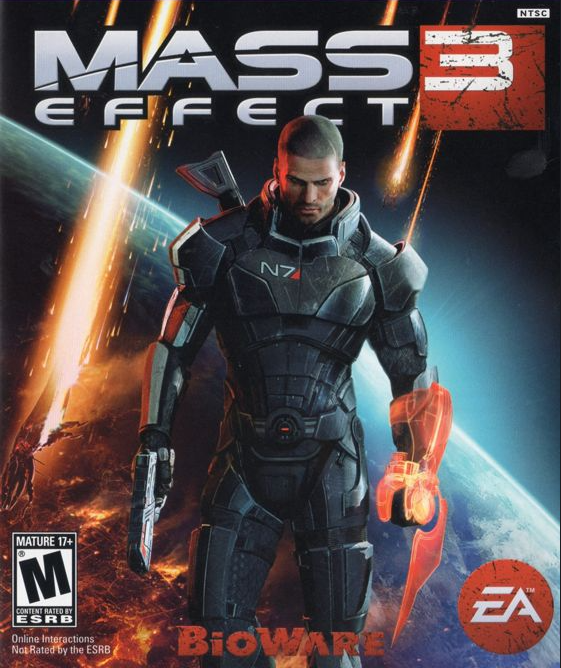 NTSC
MASS 3
EFFECT
N7
MATURE 17+
M
®
CONTENT RATED BY
ESRB
Online Interactions
Not Rated by the ESRB
BIOWARE
EA™